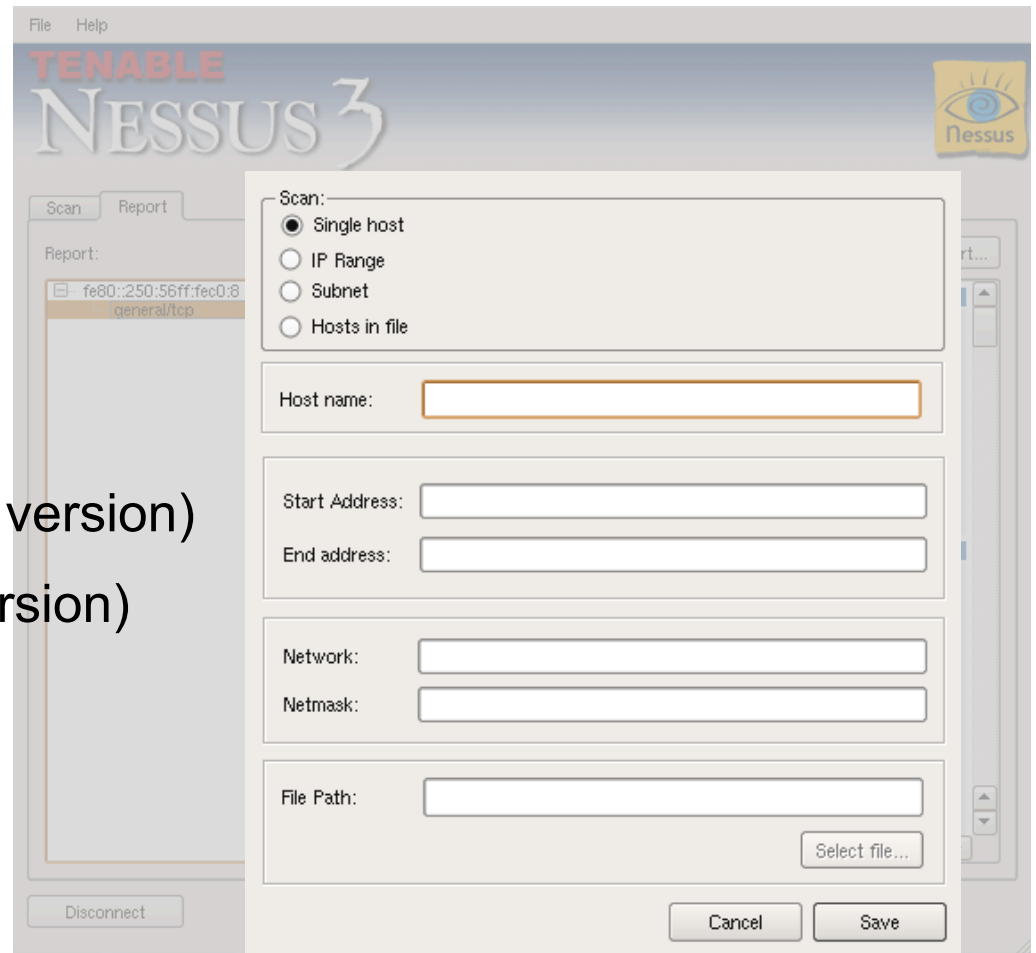 File Help
TENABLE
NESSUS 3
Nessus
Scan Report
Report:
fe80::250:56ff:fec0:8
general/tcp
Scan:
Single host
IP Range
Subnet
Hosts in file
Host name:
Start Address:
End address:
version)
rsion)
Network:
Netmask:
File Path:
Select file...
Disconnect
Cancel Save